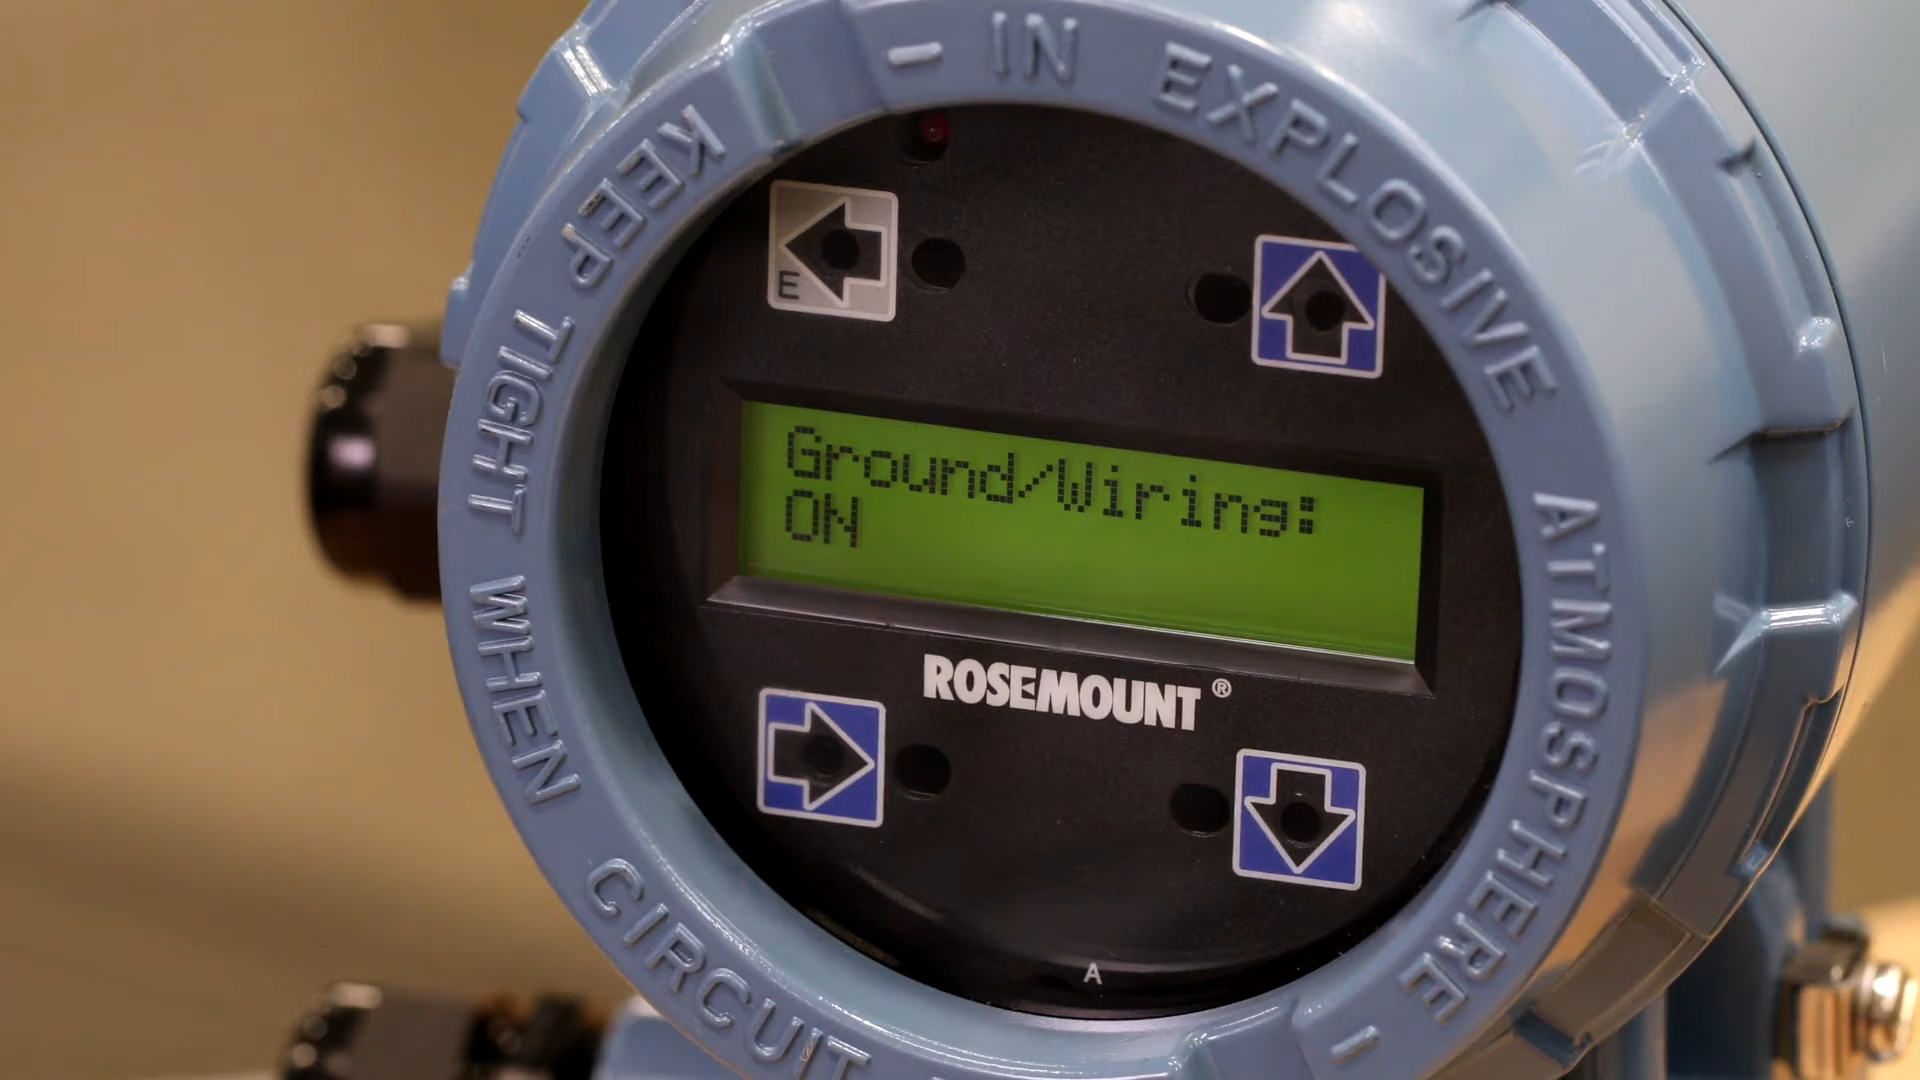 KEEP TIGHT WHEN CIRCUIT
- IN EXPLOSIVE ATMOSPHERE -
E
Ground/Wiring:
ON
ROSEMOUNT ®
A